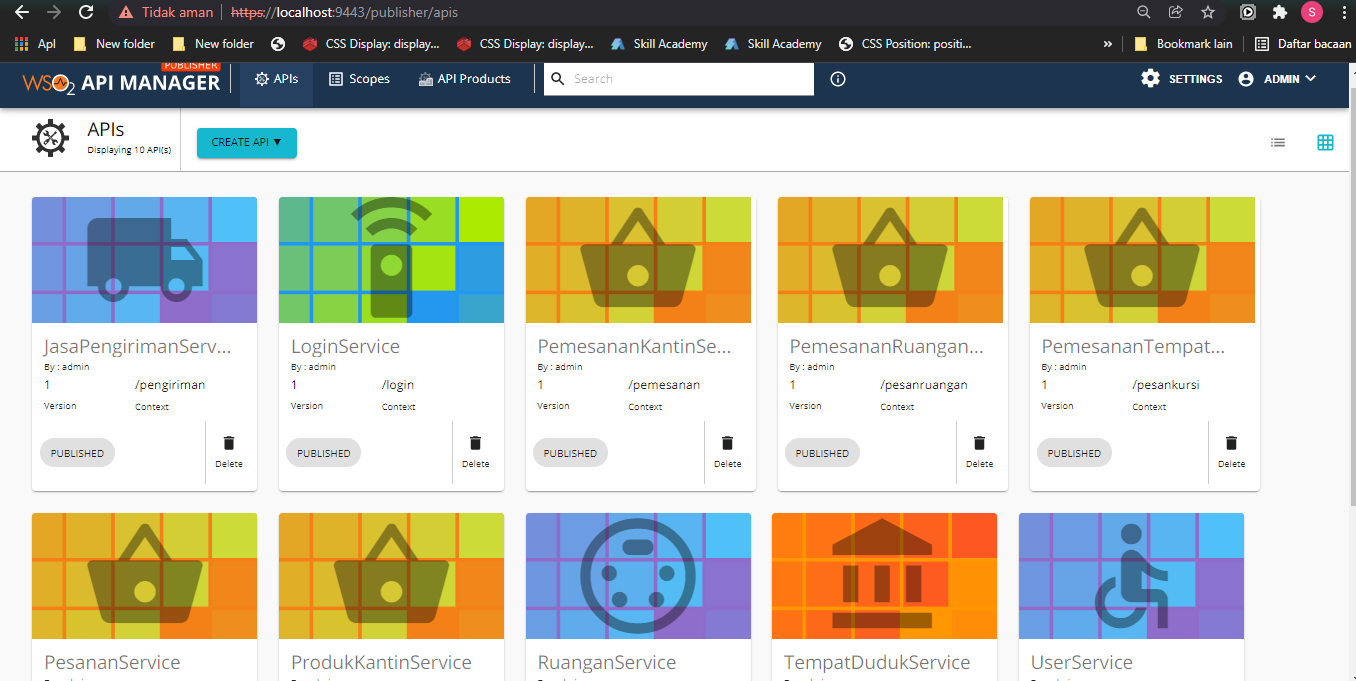 Tidak aman https://localhost:9443/publisher/apis S
Apl New folder New folder CSS Display: display... CSS Display: display... Skill Academy Skill Academy CSS Position: positi... » Bookmark lain Daftar bacaan
PUBLISHER
WSO2 API MANAGER APIs Scopes API Products Search SETTINGS ADMIN
APIs
Displaying 10 API(s)
CREATE API ▼
JasaPengirimanServ... LoginService PemesananKantinSe... PemesananRuangan... PemesananTempat...
By : admin By : admin By : admin By : admin By : admin
1 /pengiriman 1 /login 1 /pemesanan 1 /pesanruangan 1 /pesankursi
Version Context Version Context Version Context Version Context Version Context
PUBLISHED Delete PUBLISHED Delete PUBLISHED Delete PUBLISHED Delete PUBLISHED Delete
PesananService ProdukKantinService RuanganService TempatDudukService UserService